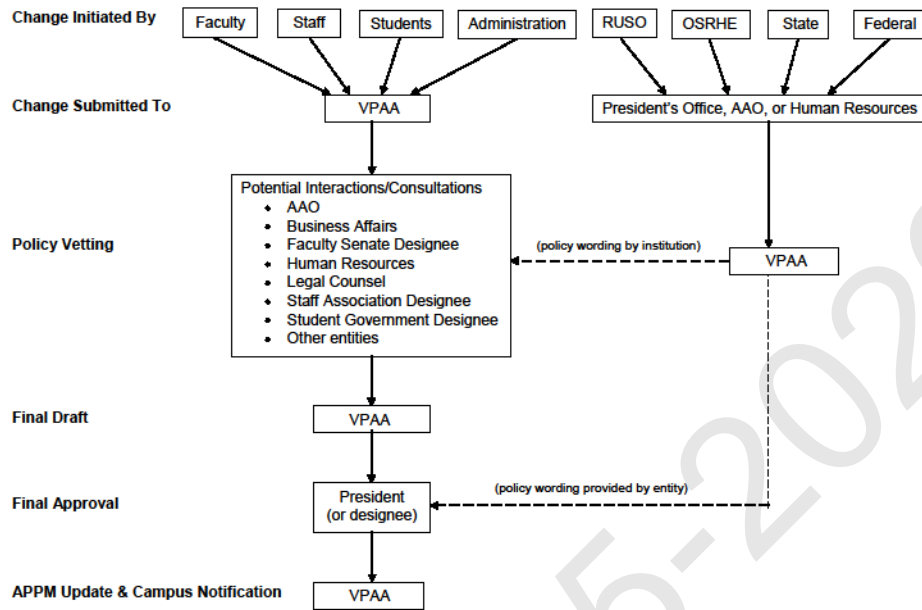 Change Initiated By
Faculty
Staff
Students
Administration
RUSO
OSRHE
State
Federal
Change Submitted To
VPAA
President's Office, AAO, or Human Resources
Potential Interactions/Consultations
• AAO
• Business Affairs
• Faculty Senate Designee
• Human Resources
• Legal Counsel
• Staff Association Designee
• Student Government Designee
• Other entities
Policy Vetting
(policy wording by institution)
VPAA
Final Draft
VPAA
Final Approval
President
(or designee)
(policy wording provided by entity)
APPM Update & Campus Notification
VPAA
5-202